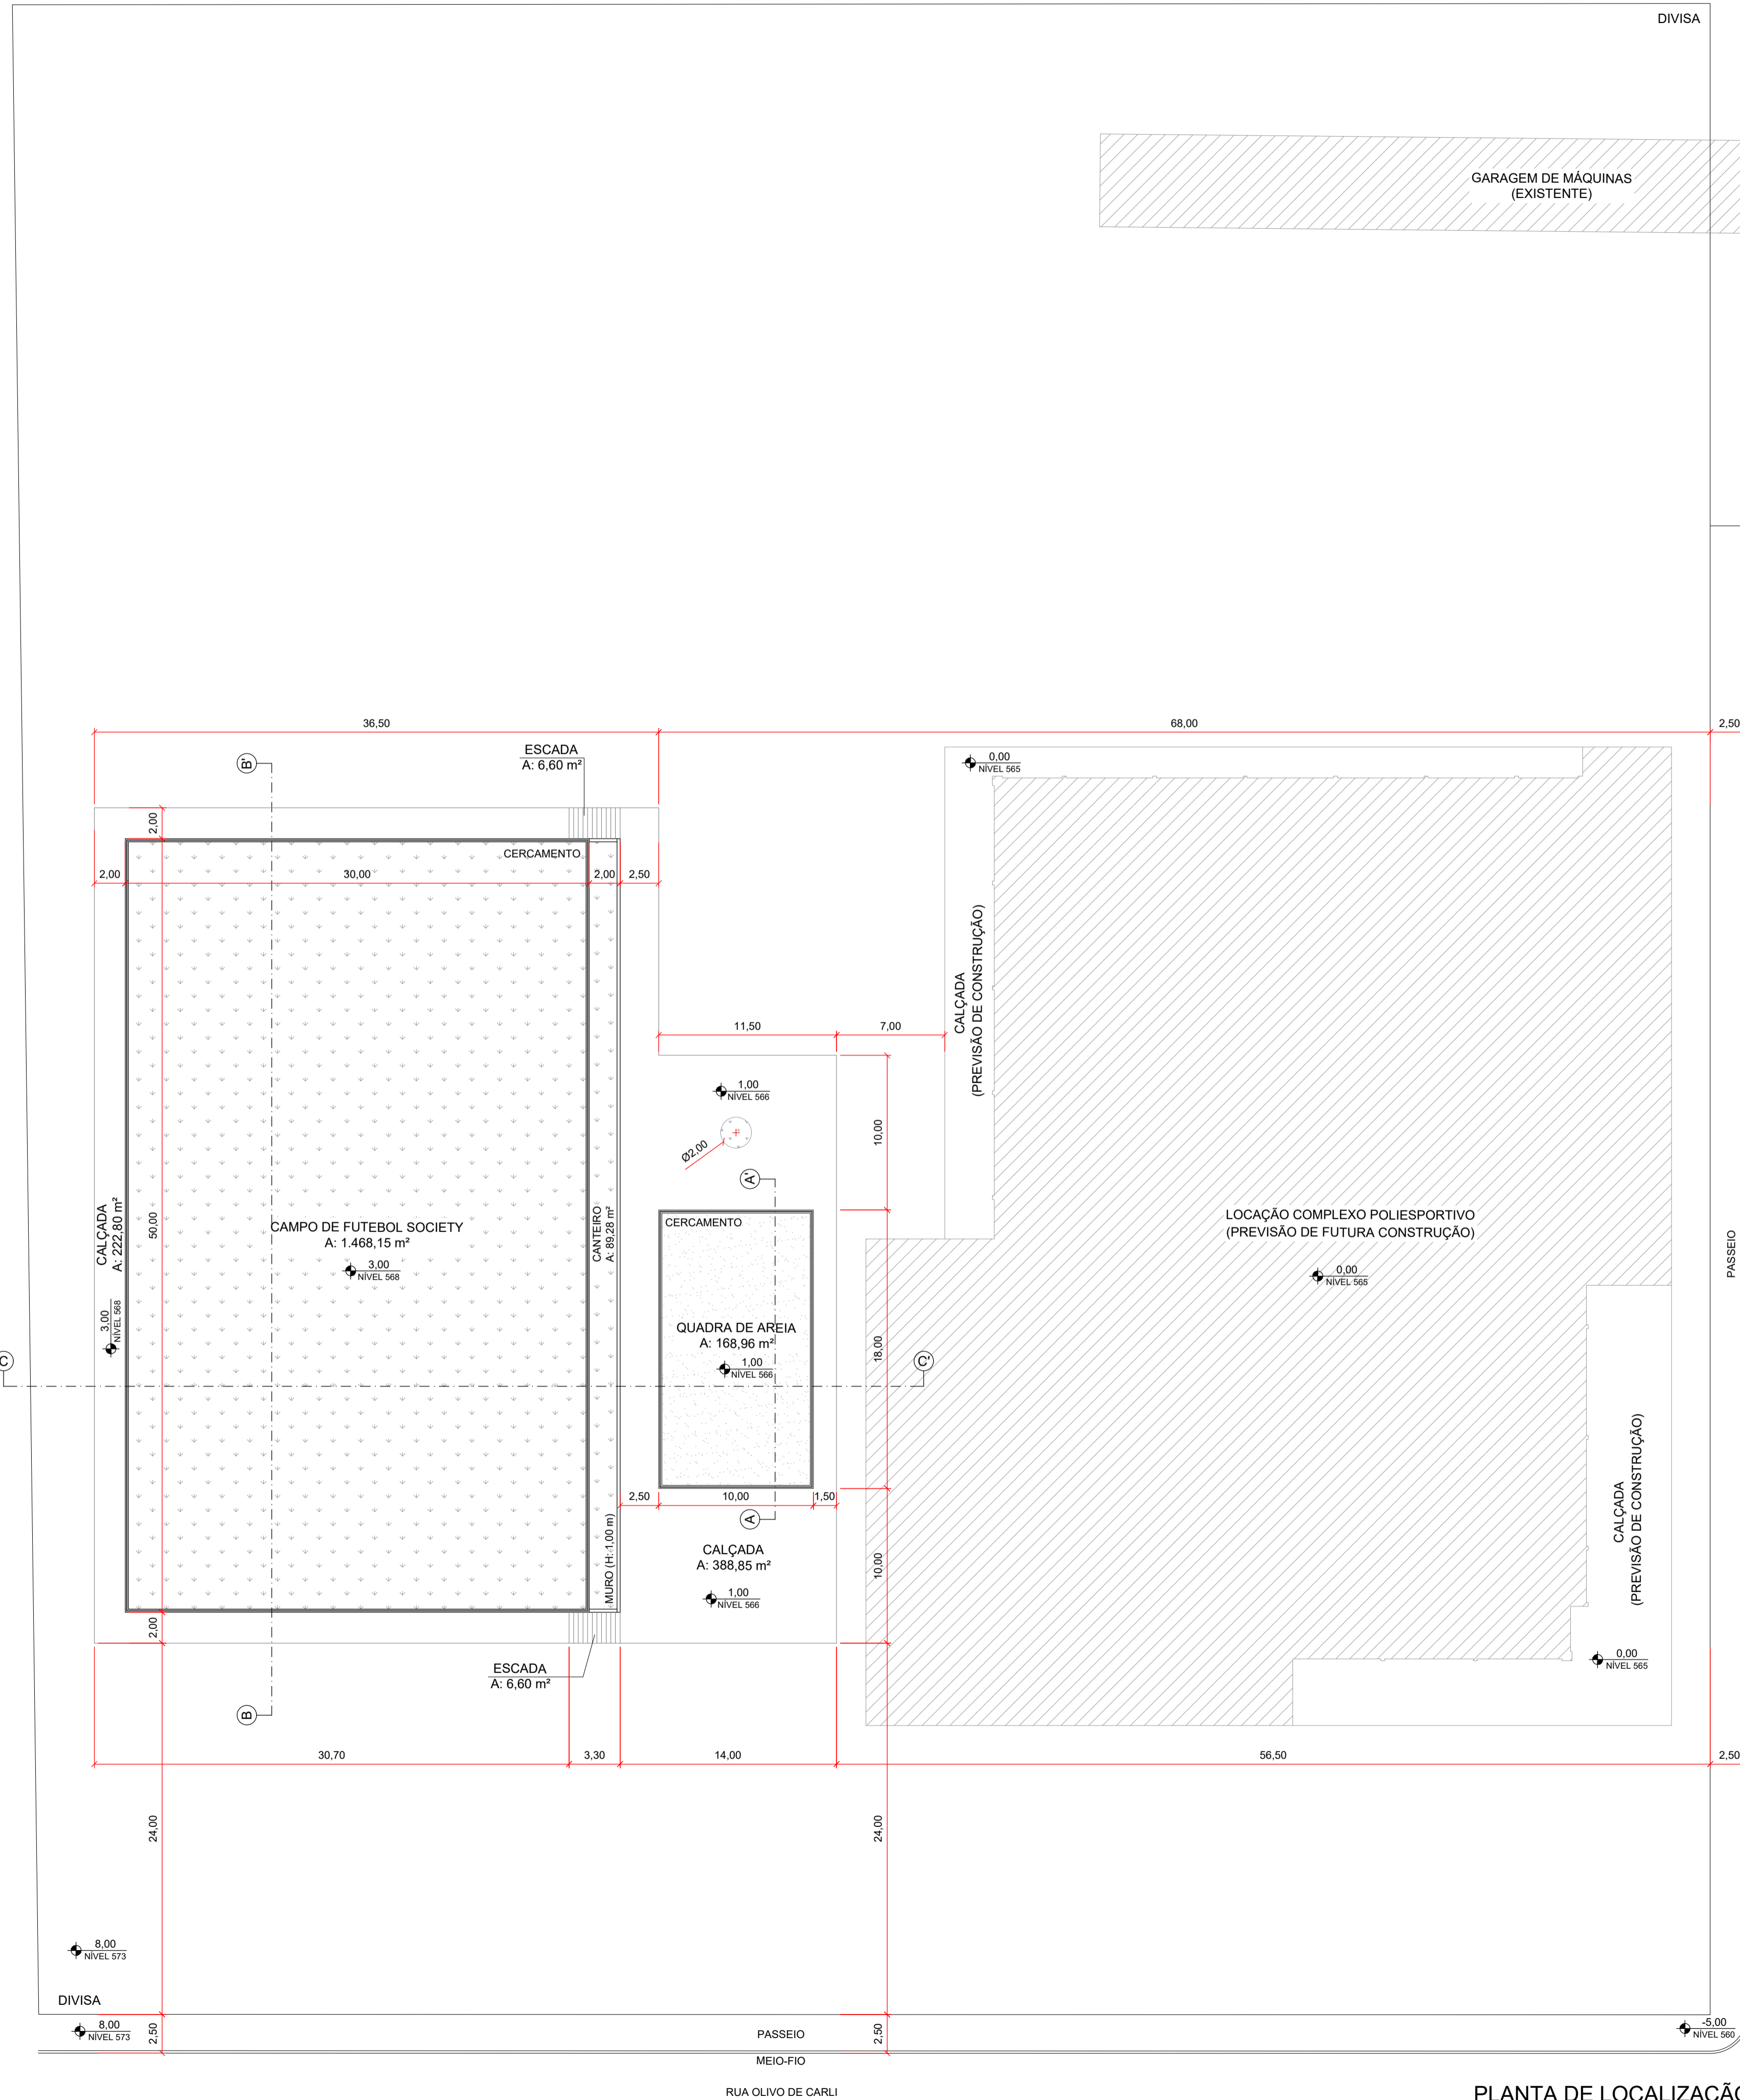 DIVISA
GARAGEM DE MÁQUINAS
(EXISTENTE)
36,50
68,00
2,50
B'
ESCADA
A: 6,60 m²
0,00
NÍVEL 565
2,00
CERCAMENTO
2,00
30,00
2,00
2,50
CALÇADA
(PREVISÃO DE CONSTRUÇÃO)
11,50
7,00
1,00
NÍVEL 566
10,00
Ø2,00
A'
CALÇADA
A: 222,80 m²
50,00
CAMPO DE FUTEBOL SOCIETY
A: 1.468,15 m²
3,00
NÍVEL 568
CANTEIRO
A: 89,28 m²
CERCAMENTO
LOCAÇÃO COMPLEXO POLIESPORTIVO
(PREVISÃO DE FUTURA CONSTRUÇÃO)
0,00
NÍVEL 565
PASSEIO
3,00
NÍVEL 568
QUADRA DE AREIA
A: 168,96 m²
1,00
NÍVEL 566
18,00
C
C'
CALÇADA
(PREVISÃO DE CONSTRUÇÃO)
2,50
10,00
1,50
A
MURO (H: 1,00 m)
CALÇADA
A: 388,85 m²
1,00
NÍVEL 566
10,00
2,00
0,00
NÍVEL 565
ESCADA
A: 6,60 m²
B
30,70
3,30
14,00
56,50
2,50
24,00
24,00
8,00
NÍVEL 573
DIVISA
8,00
NÍVEL 573
2,50
PASSEIO
2,50
-5,00
NÍVEL 560
MEIO-FIO
RUA OLIVO DE CARLI
PLANTA DE LOCALIZAÇÃO